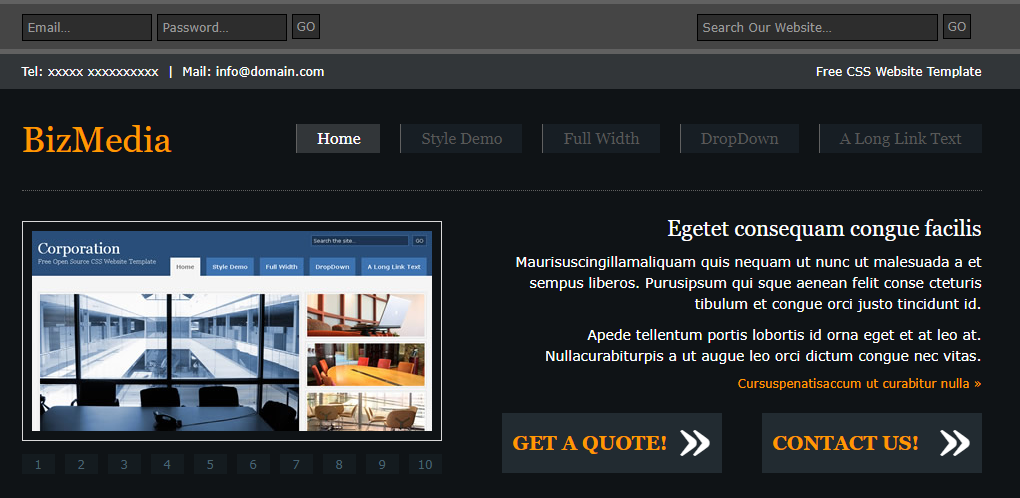 Email... Password... GO Search Our Website... GO
Tel: xxxxx xxxxxxxxxx | Mail: info@domain.com Free CSS Website Template
BizMedia Home Style Demo Full Width DropDown A Long Link Text
Corporation
Free Open Source CSS Website Template
Search the site... GO
Home Style Demo Full Width DropDown A Long Link Text
1 2 3 4 5 6 7 8 9 10
Egetet consequam congue facilis
Maurisuscingillamaliquam quis nequam ut nunc ut malesuada a et
sempus liberos. Purusipsum qui sque aenean felit conse cteturis
tibulum et congue orci justo tincidunt id.
Apede tellentum portis lobortis id orna eget et at leo at.
Nullacurabiturpis a ut augue leo orci dictum congue nec vitas.
Cursuspenatisaccum ut curabitur nulla »
GET A QUOTE! CONTACT US!